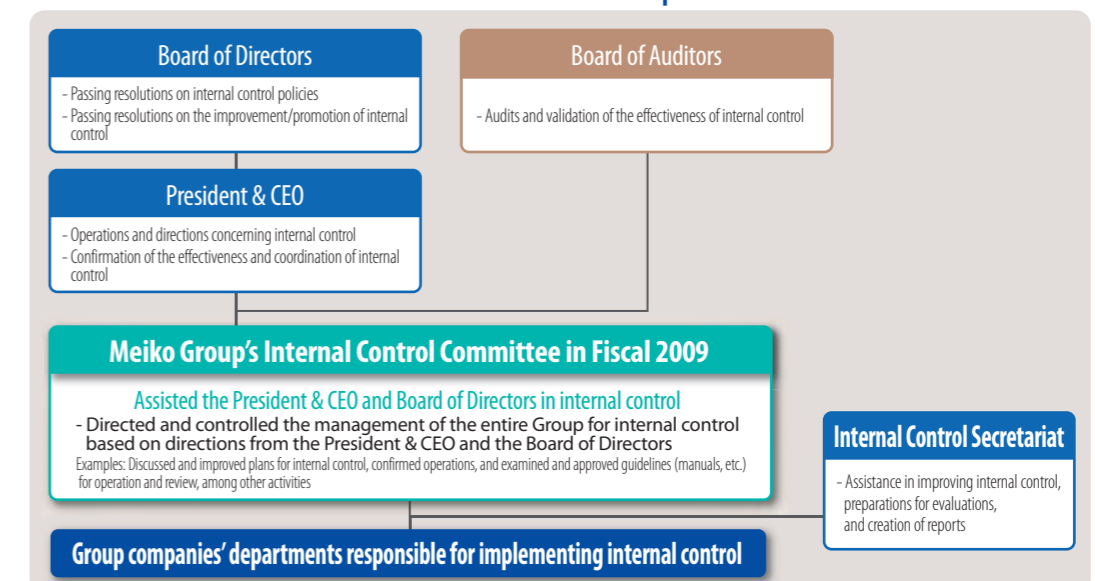 Board of Directors
- Passing resolutions on internal control policies
- Passing resolutions on the improvement/promotion of internal
control
Board of Auditors
- Audits and validation of the effectiveness of internal control
President & CEO
- Operations and directions concerning internal control
- Confirmation of the effectiveness and coordination of internal
control
Meiko Group's Internal Control Committee in Fiscal 2009
Assisted the President & CEO and Board of Directors in internal control
- Directed and controlled the management of the entire Group for internal control
based on directions from the President & CEO and the Board of Directors
Examples: Discussed and improved plans for internal control, confirmed operations, and examined and approved guidelines (manuals, etc.)
for operation and review, among other activities
Internal Control Secretariat
- Assistance in improving internal control,
preparations for evaluations,
and creation of reports
Group companies' departments responsible for implementing internal control